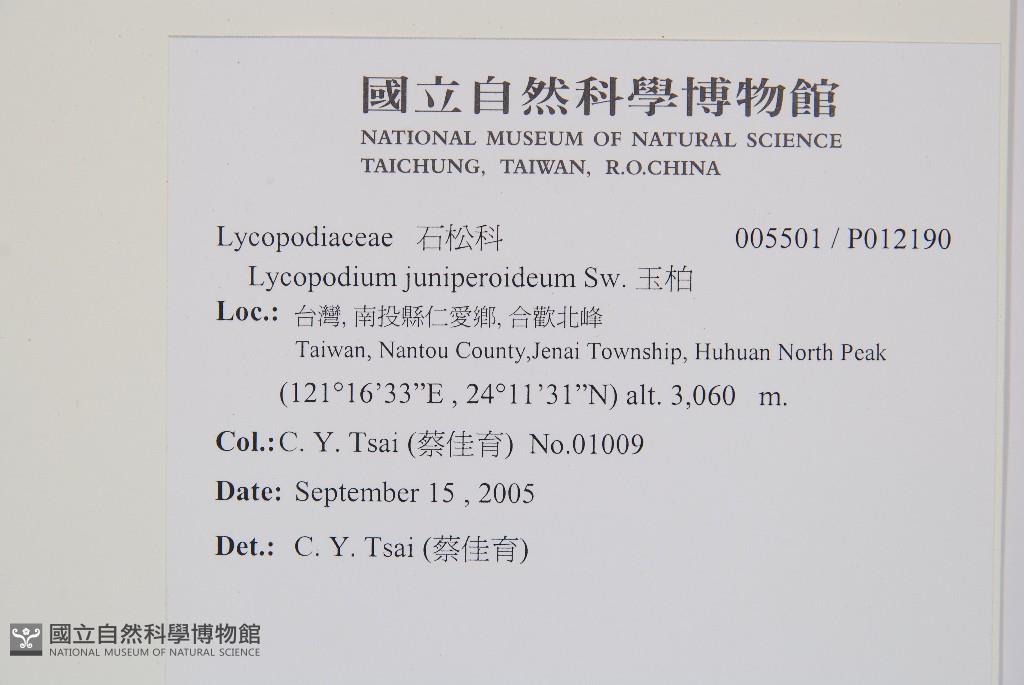 國立自然科學博物館
NATIONAL MUSEUM OF NATURAL SCIENCE
TAICHUNG, TAIWAN, R.O.CHINA
Lycopodiaceae 石松科 005501 / P012190
Lycopodium juniperoideum Sw. 玉柏
Loc.: 台灣, 南投縣仁愛鄉, 合歡北峰
Taiwan, Nantou County,Jenai Township, Huhuan North Peak
(121°16’33”E , 24°11’31”N) alt. 3,060 m.
Col.: C. Y. Tsai (蔡佳育) No.01009
Date: September 15 , 2005
Det.: C. Y. Tsai (蔡佳育)
國立自然科學博物館
NATIONAL MUSEUM OF NATURAL SCIENCE